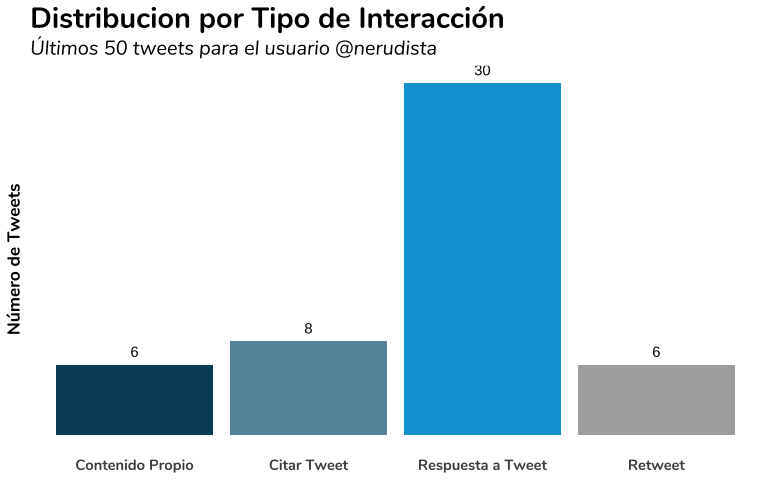 Distribucion por Tipo de Interacción
Últimos 50 tweets para el usuario @nerudista
30
Número de Tweets
8
6
6
Contenido Propio
Citar Tweet
Respuesta a Tweet
Retweet